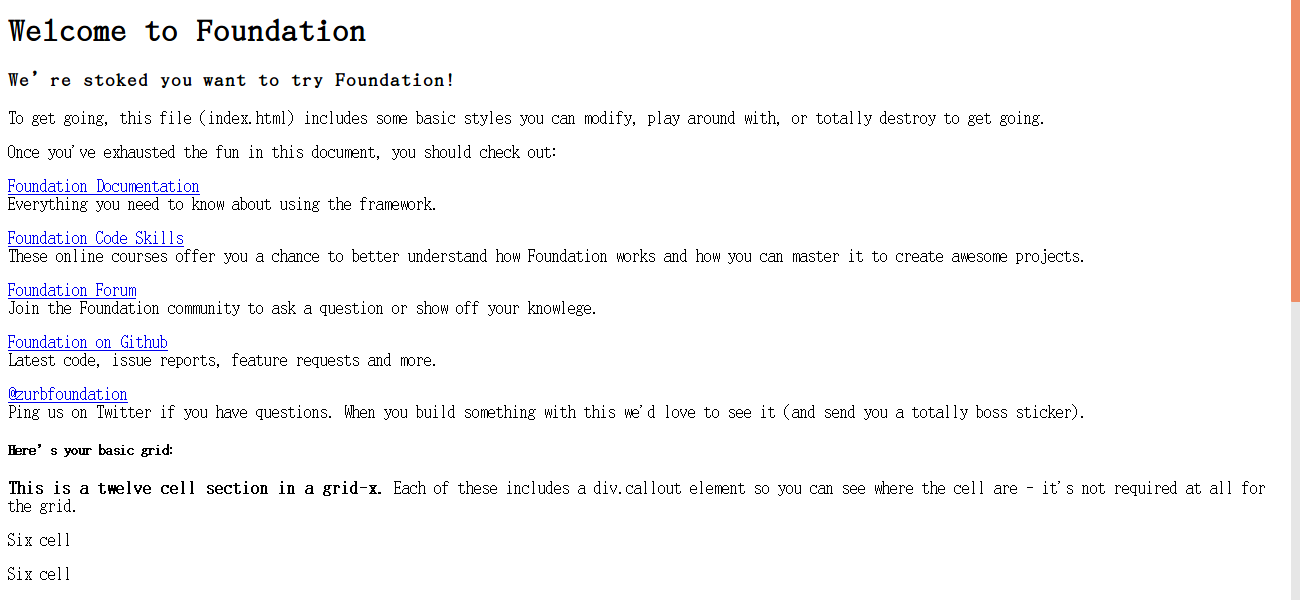 Welcome to Foundation
We’re stoked you want to try Foundation!
To get going, this file (index.html) includes some basic styles you can modify, play around with, or totally destroy to get going.
Once you've exhausted the fun in this document, you should check out:
Foundation Documentation
Everything you need to know about using the framework.
Foundation Code Skills
These online courses offer you a chance to better understand how Foundation works and how you can master it to create awesome projects.
Foundation Forum
Join the Foundation community to ask a question or show off your knowlege.
Foundation on Github
Latest code, issue reports, feature requests and more.
@zurbfoundation
Ping us on Twitter if you have questions. When you build something with this we'd love to see it (and send you a totally boss sticker).
Here’s your basic grid:
This is a twelve cell section in a grid-x. Each of these includes a div.callout element so you can see where the cell are - it's not required at all for
the grid.
Six cell
Six cell